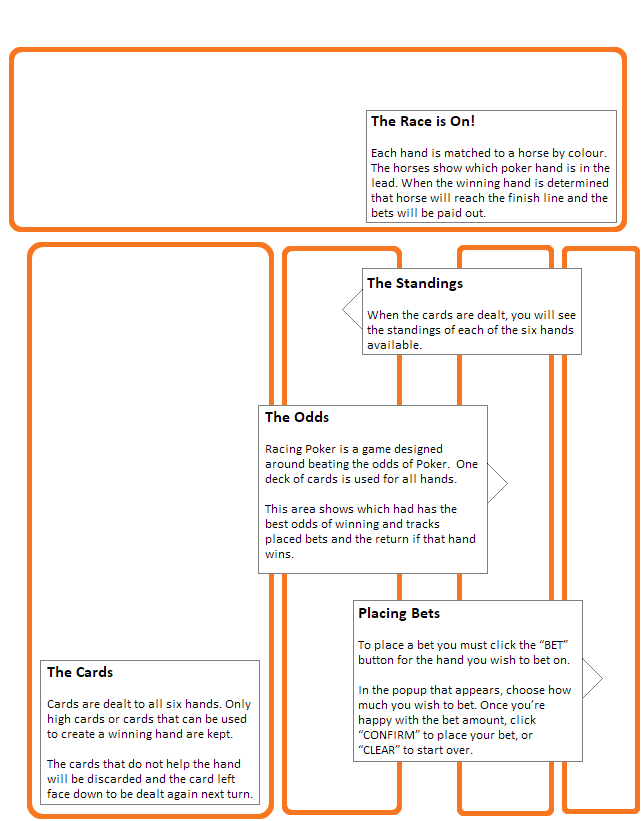 The Race is On!
Each hand is matched to a horse by colour.
The horses show which poker hand is in the
lead. When the winning hand is determined
that horse will reach the finish line and the
bets will be paid out.
The Standings
When the cards are dealt, you will see
the standings of each of the six hands
available.
The Odds
Racing Poker is a game designed
around beating the odds of Poker.  One
deck of cards is used for all hands.
This area shows which had has the
best odds of winning and tracks
placed bets and the return if that hand
wins.
Placing Bets
To place a bet you must click the “BET”
button for the hand you wish to bet on.
In the popup that appears, choose how
much you wish to bet. Once you’re
happy with the bet amount, click
“CONFIRM” to place your bet, or
“CLEAR” to start over.
The Cards
Cards are dealt to all six hands. Only
high cards or cards that can be used
to create a winning hand are kept.
The cards that do not help the hand
will be discarded and the card left
face down to be dealt again next turn.